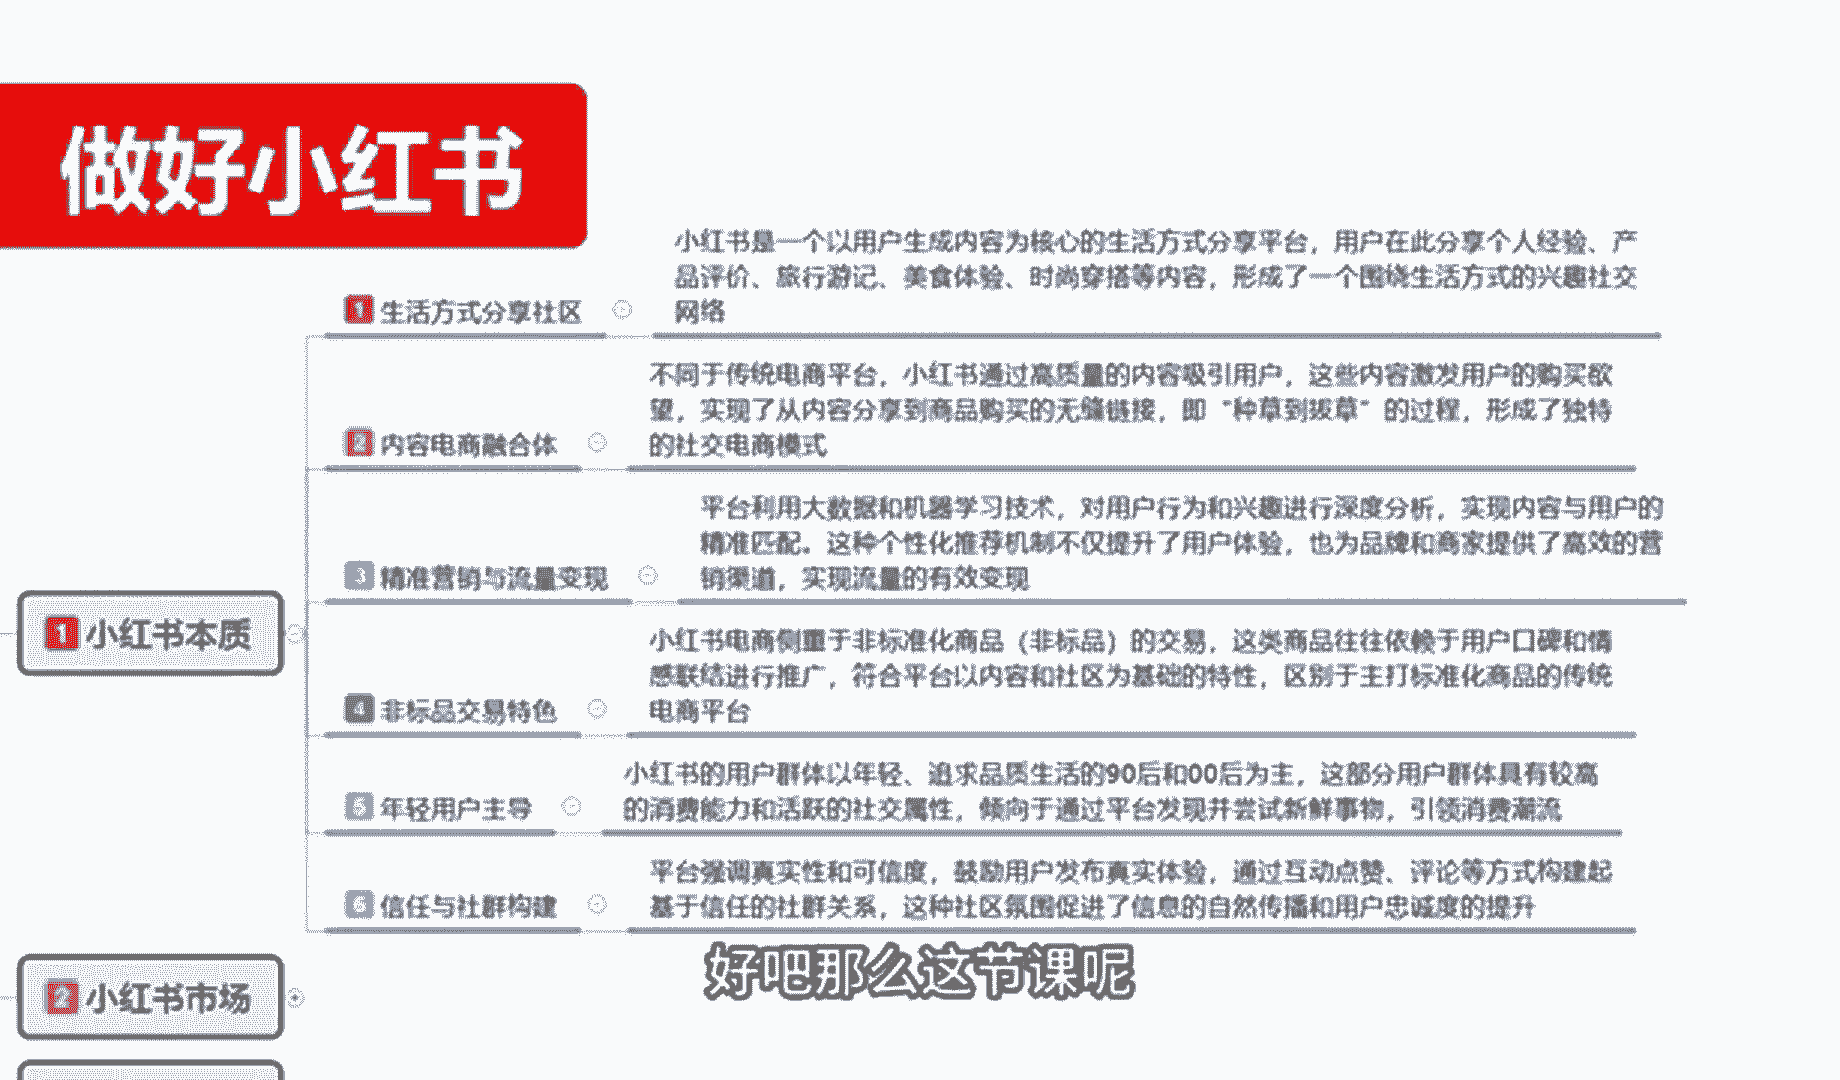 做好小红书
1 小红书本质
1 生活方式分享社区
小红书是一个以用户生成内容为核心的生活方式分享平台，用户在此分享个人经验、产
品评价、旅行游记、美食体验、时尚穿搭等内容，形成了一个围绕生活方式的兴趣社交
网络
2 内容电商融合体
不同于传统电商平台，小红书通过高质量的内容吸引用户，这些内容激发用户的购买欲
望，实现了从内容分享到商品购买的无缝链接，即“种草到拔草”的过程，形成了独特
的社交电商模式
3 精准营销与流量变现
平台利用大数据和机器学习技术，对用户行为和兴趣进行深度分析，实现内容与用户的
精准匹配。这种个性化推荐机制不仅提升了用户体验，也为品牌和商家提供了高效的营
销渠道，实现流量的有效变现
4 非标品交易特色
小红书电商侧重于非标准化商品（非标品）的交易，这类商品往往依赖于用户口碑和情
感联结进行推广，符合平台以内容和社区为基础的特性，区别于主打标准化商品的传统
电商平台
5 年轻用户主导
小红书的用户群体以年轻、追求品质生活的90后和00后为主，这部分用户群体具有较高
的消费能力和活跃的社交属性，倾向于通过平台发现并尝试新鲜事物，引领消费潮流
6 信任与社群构建
平台强调真实性和可信度，鼓励用户发布真实体验，通过互动点赞、评论等方式构建起
基于信任的社群关系，这种社区氛围促进了信息的自然传播和用户忠诚度的提升
2 小红书市场
好吧那么这节课呢